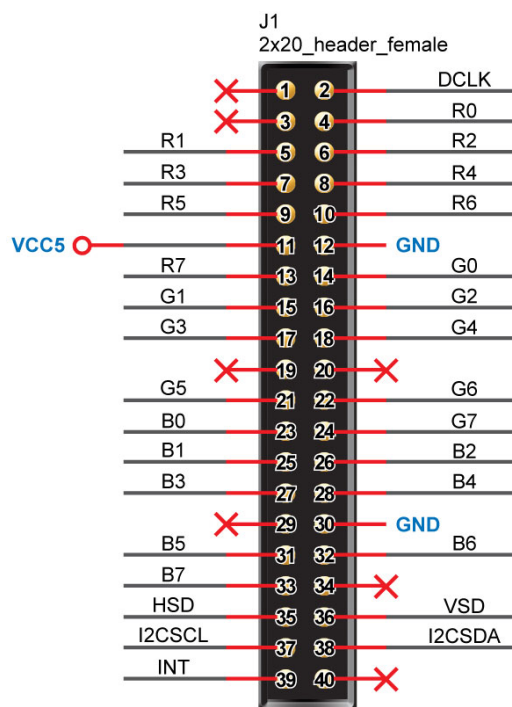 J1
2x20_header_female
1 2 DCLK
3 4 R0
R1 5 6 R2
R3 7 8 R4
R5 9 10 R6
VCC5 11 12 GND
R7 13 14 G0
G1 15 16 G2
G3 17 18 G4
19 20
G5 21 22 G6
B0 23 24 G7
B1 25 26 B2
B3 27 28 B4
29 30 GND
B5 31 32 B6
B7 33 34
HSD 35 36 VSD
I2CSCL 37 38 I2CSDA
INT 39 40